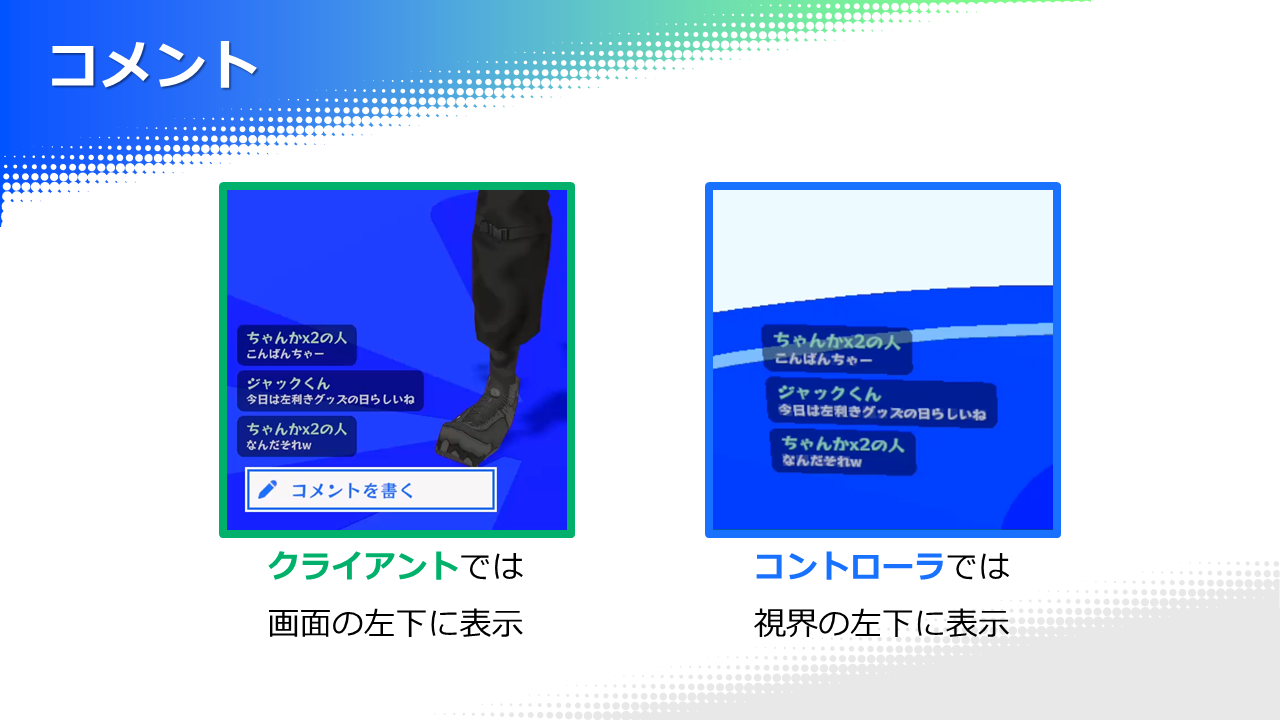 コメント
ちゃんかx2の人
こんばんちゃー
ジャックくん
今日は左利きグッズの日らしいね
ちゃんかx2の人
なんだそれw
コメントを書く
クライアントでは
画面の左下に表示
ちゃんかx2の人
こんばんちゃー
ジャックくん
今日は左利きグッズの日らしいね
ちゃんかx2の人
なんだそれw
コントローラでは
視界の左下に表示